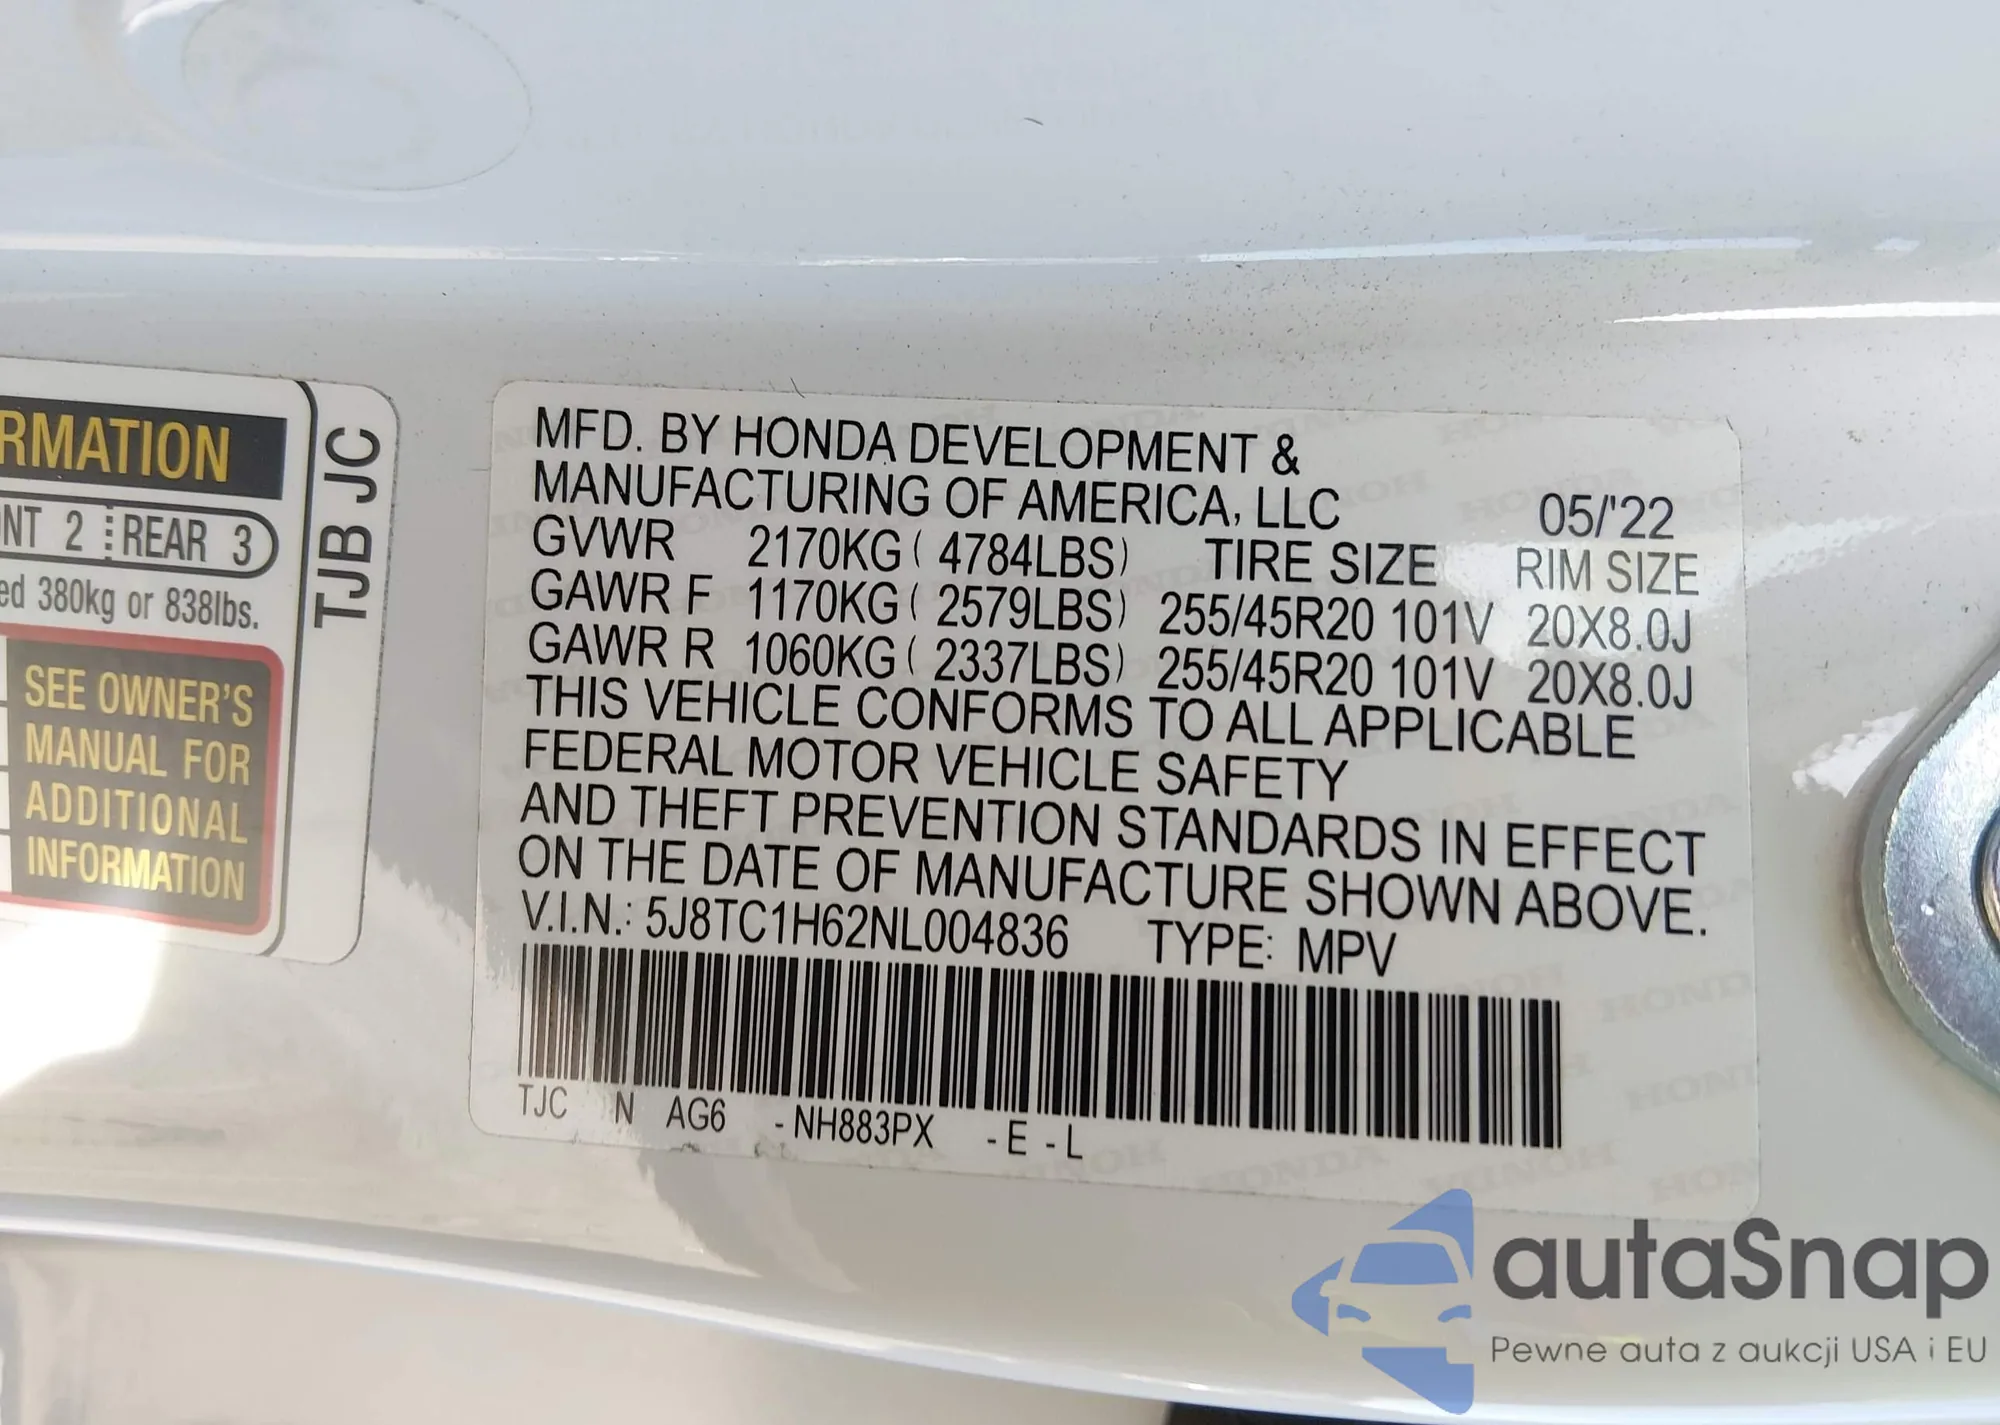 RMATION
NT 2 REAR 3
ed 380kg or 838lbs.
SEE OWNER'S
MANUAL FOR
ADDITIONAL
INFORMATION
TJB JC
MFD. BY HONDA DEVELOPMENT &
MANUFACTURING OF AMERICA, LLC 05/'22
GVWR 2170KG ( 4784LBS) TIRE SIZE RIM SIZE
GAWR F 1170KG ( 2579LBS) 255/45R20 101V 20X8.0J
GAWR R 1060KG ( 2337LBS) 255/45R20 101V 20X8.0J
THIS VEHICLE CONFORMS TO ALL APPLICABLE
FEDERAL MOTOR VEHICLE SAFETY
AND THEFT PREVENTION STANDARDS IN EFFECT
ON THE DATE OF MANUFACTURE SHOWN ABOVE.
V.I.N.: 5J8TC1H62NL004836 TYPE: MPV
TJC N AG6 -NH883PX -E -L
autaSnap
Pewne auta z aukcji USA i EU